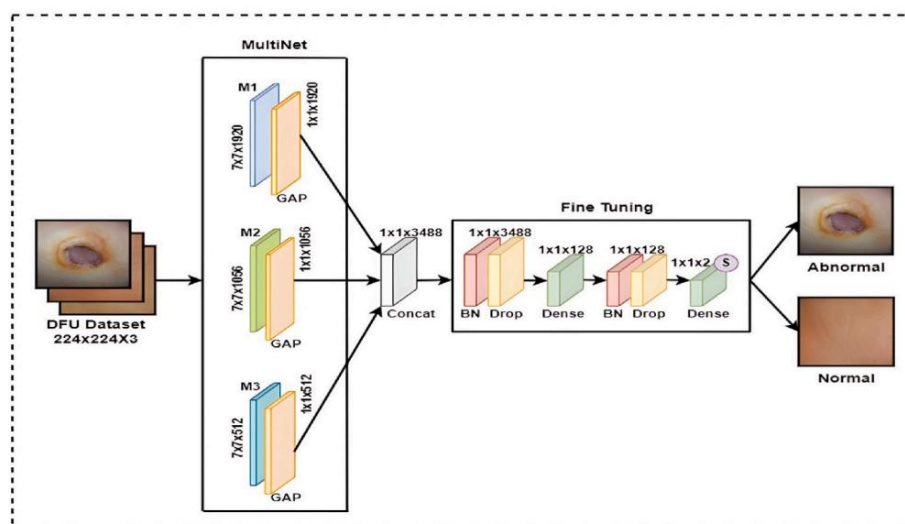 MultiNet
M1
7x7x1920
1x1x1920
GAP
M2
7x7x1056
1x1x1056
GAP
M3
7x7x512
1x1x512
GAP
DFU Dataset
224x224X3
1x1x3488
Concat
Fine Tuning
1x1x3488
BN Drop
1x1x128
Dense
1x1x128
BN Drop
1x1x2
S
Dense
Abnormal
Normal